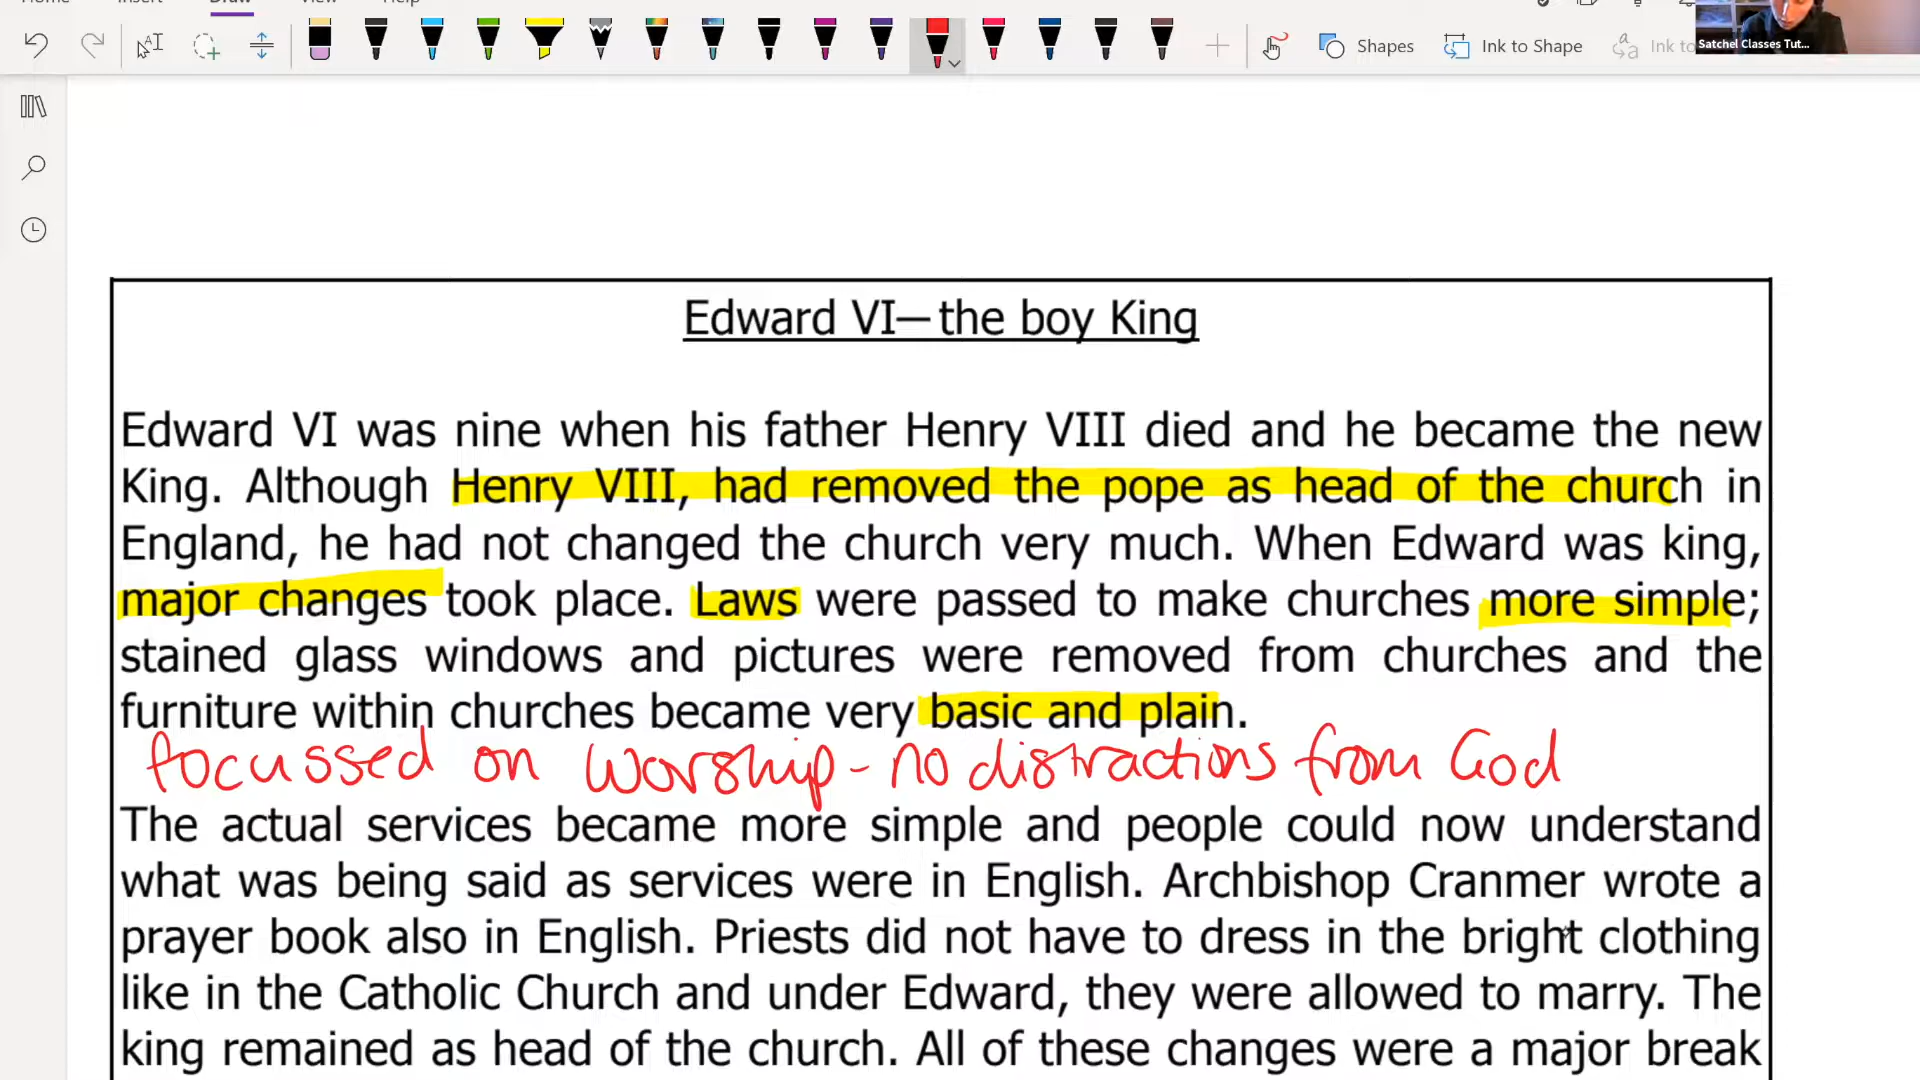 Home Insert Draw View Help
Shapes Ink to Shape Ink to
Satchel Classes Tut...
Edward VI—the boy King
Edward VI was nine when his father Henry VIII died and he became the new
King. Although Henry VIII, had removed the pope as head of the church in
England, he had not changed the church very much. When Edward was king,
major changes took place. Laws were passed to make churches more simple;
stained glass windows and pictures were removed from churches and the
furniture within churches became very basic and plain.
focussed on worship - no distractions from God
The actual services became more simple and people could now understand
what was being said as services were in English. Archbishop Cranmer wrote a
prayer book also in English. Priests did not have to dress in the bright clothing
like in the Catholic Church and under Edward, they were allowed to marry. The
king remained as head of the church. All of these changes were a major break